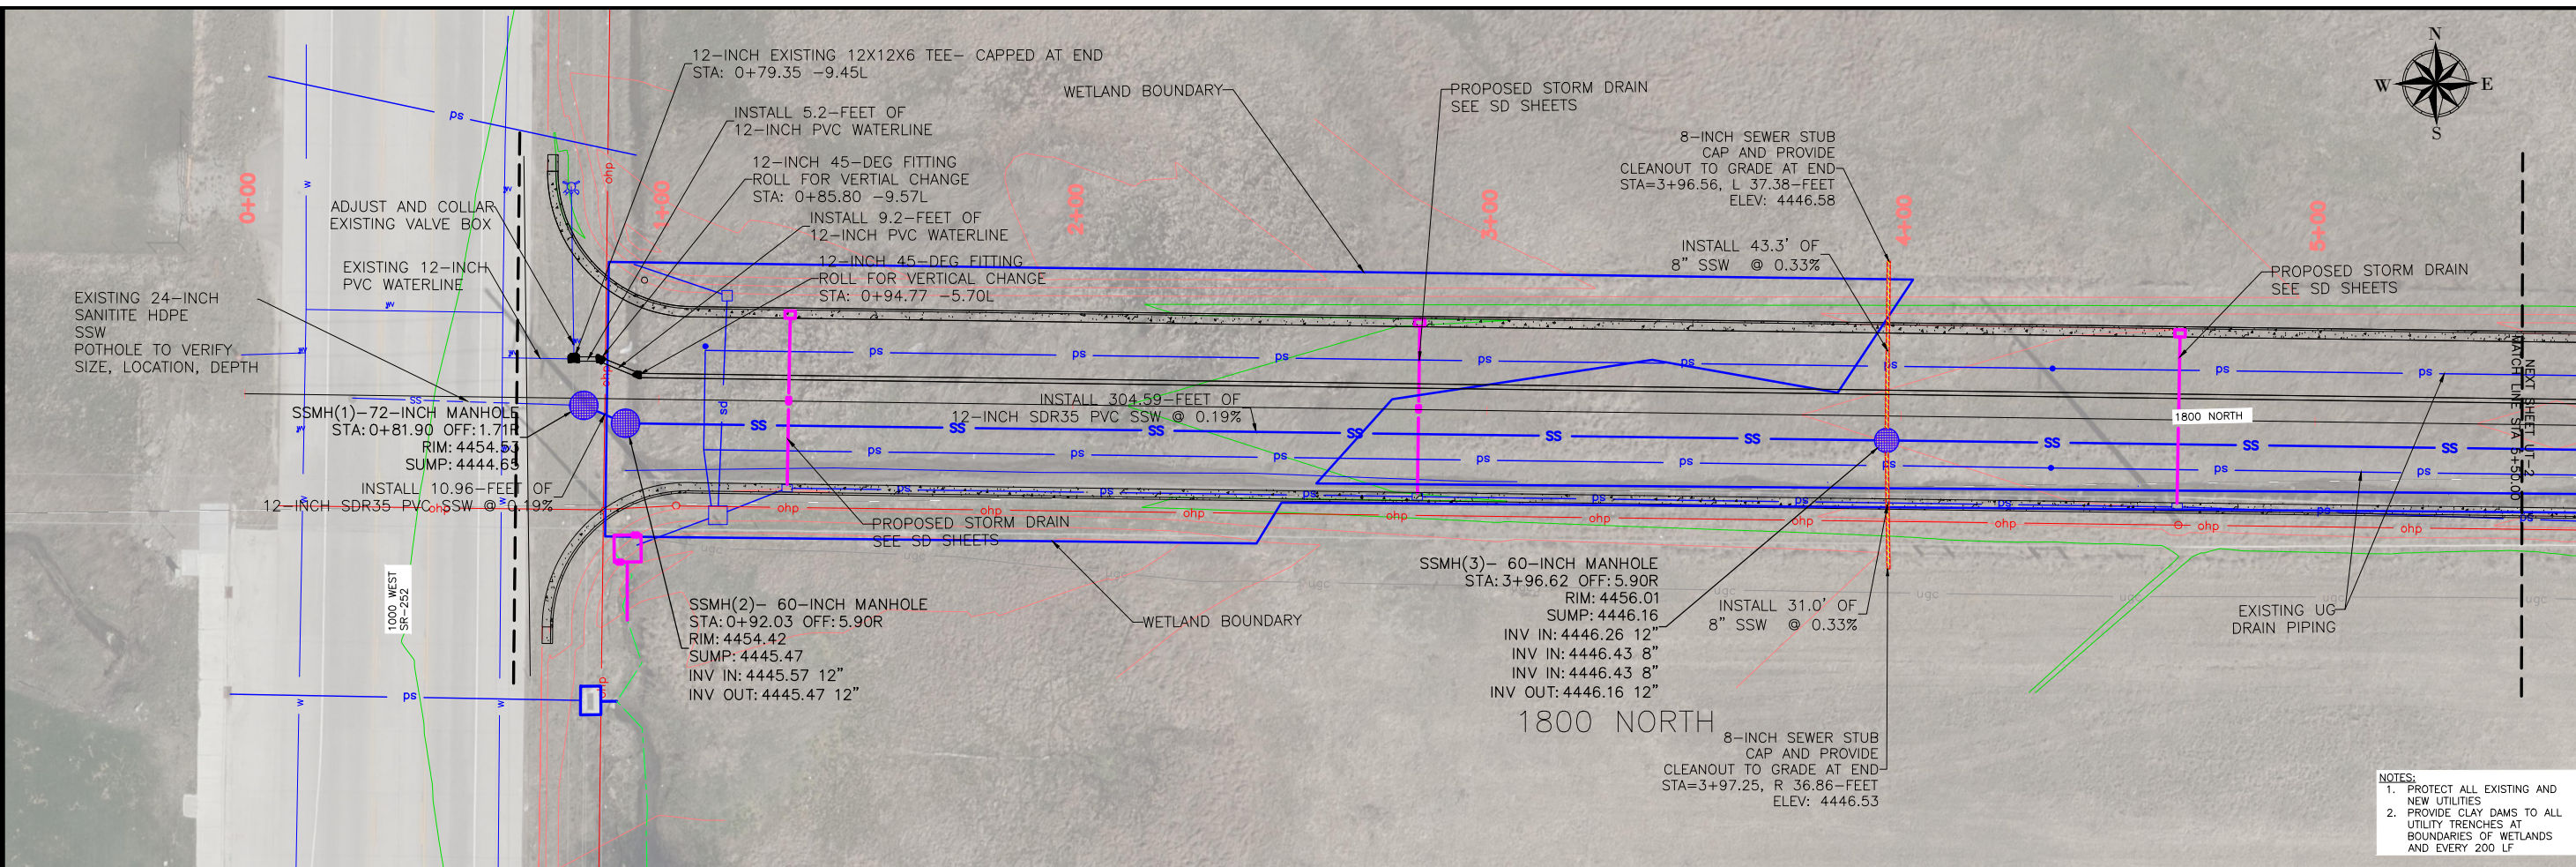 12-INCH EXISTING 12X12X6 TEE- CAPPED AT END
STA: 0+79.35 -9.45L
INSTALL 5.2-FEET OF
12-INCH PVC WATERLINE
12-INCH 45-DEG FITTING
ROLL FOR VERTIAL CHANGE
STA: 0+85.80 -9.57L
INSTALL 9.2-FEET OF
12-INCH PVC WATERLINE
12-INCH 45-DEG FITTING
ROLL FOR VERTICAL CHANGE
STA: 0+94.77 -5.70L
ADJUST AND COLLAR
EXISTING VALVE BOX
EXISTING 12-INCH
PVC WATERLINE
EXISTING 24-INCH
SANITITE HDPE
SSW
POTHOLE TO VERIFY
SIZE, LOCATION, DEPTH
SSMH(1)-72-INCH MANHOLE
STA: 0+81.90 OFF: 1.71R
RIM: 4454.53
SUMP: 4444.65
INSTALL 10.96-FEET OF
12-INCH SDR35 PVC SSW @ 0.19%
WETLAND BOUNDARY
PROPOSED STORM DRAIN
SEE SD SHEETS
8-INCH SEWER STUB
CAP AND PROVIDE
CLEANOUT TO GRADE AT END
STA=3+96.56, L 37.38-FEET
ELEV: 4446.58
INSTALL 43.3' OF
8" SSW @ 0.33%
PROPOSED STORM DRAIN
SEE SD SHEETS
N
W
E
S
0+00
1+00
2+00
3+00
4+00
5+00
INSTALL 304.59-FEET OF
12-INCH SDR35 PVC SSW @ 0.19%
1800 NORTH
NEXT SHEET UT-2
MATCH LINE STA 5+50.00
PROPOSED STORM DRAIN
SEE SD SHEETS
WETLAND BOUNDARY
SSMH(2)- 60-INCH MANHOLE
STA: 0+92.03 OFF: 5.90R
RIM: 4454.42
SUMP: 4445.47
INV IN: 4445.57 12"
INV OUT: 4445.47 12"
SSMH(3)- 60-INCH MANHOLE
STA: 3+96.62 OFF: 5.90R
RIM: 4456.01
SUMP: 4446.16
INV IN: 4446.26 12"
INV IN: 4446.43 8"
INV IN: 4446.43 8"
INV OUT: 4446.16 12"
1800 NORTH
INSTALL 31.0' OF
8" SSW @ 0.33%
8-INCH SEWER STUB
CAP AND PROVIDE
CLEANOUT TO GRADE AT END
STA=3+97.25, R 36.86-FEET
ELEV: 4446.53
EXISTING UG
DRAIN PIPING
1000 WEST
SR-252
NOTES:
1. PROTECT ALL EXISTING AND
NEW UTILITIES
2. PROVIDE CLAY DAMS TO ALL
UTILITY TRENCHES AT
BOUNDARIES OF WETLANDS
AND EVERY 200 LF
ps
w
SS
sd
ohp
ugc